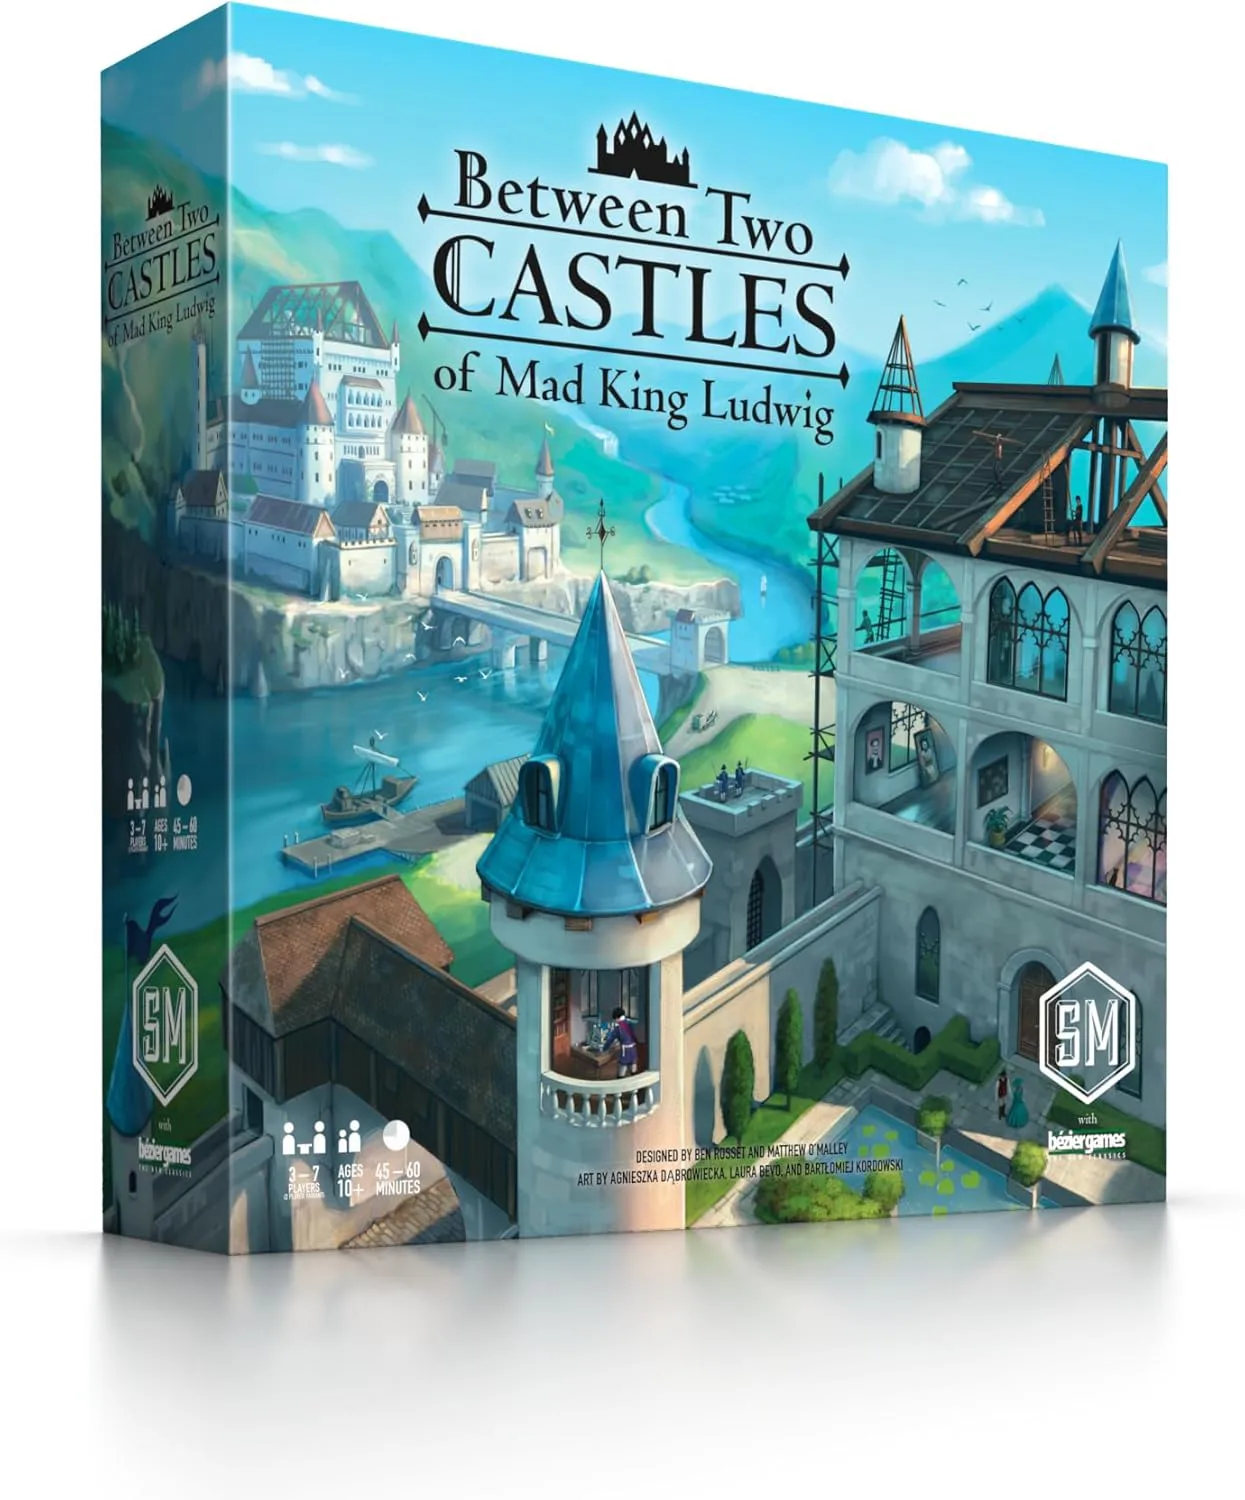 Between Two
CASTLES
of Mad King Ludwig
Between Two
CASTLES
of Mad King Ludwig
3–7
PLAYERS
AGES
10+
45–60
MINUTES
SM
with
béziergames
3–7
PLAYERS
AGES
10+
45–60
MINUTES
DESIGNED BY BEN ROSSET AND MATTHEW O'MALLEY
ART BY AGNIESZKA DĄBROWIECKA, LAURA BEVO, AND BARTŁOMIEJ KORDOWSKI
SM
with
béziergames